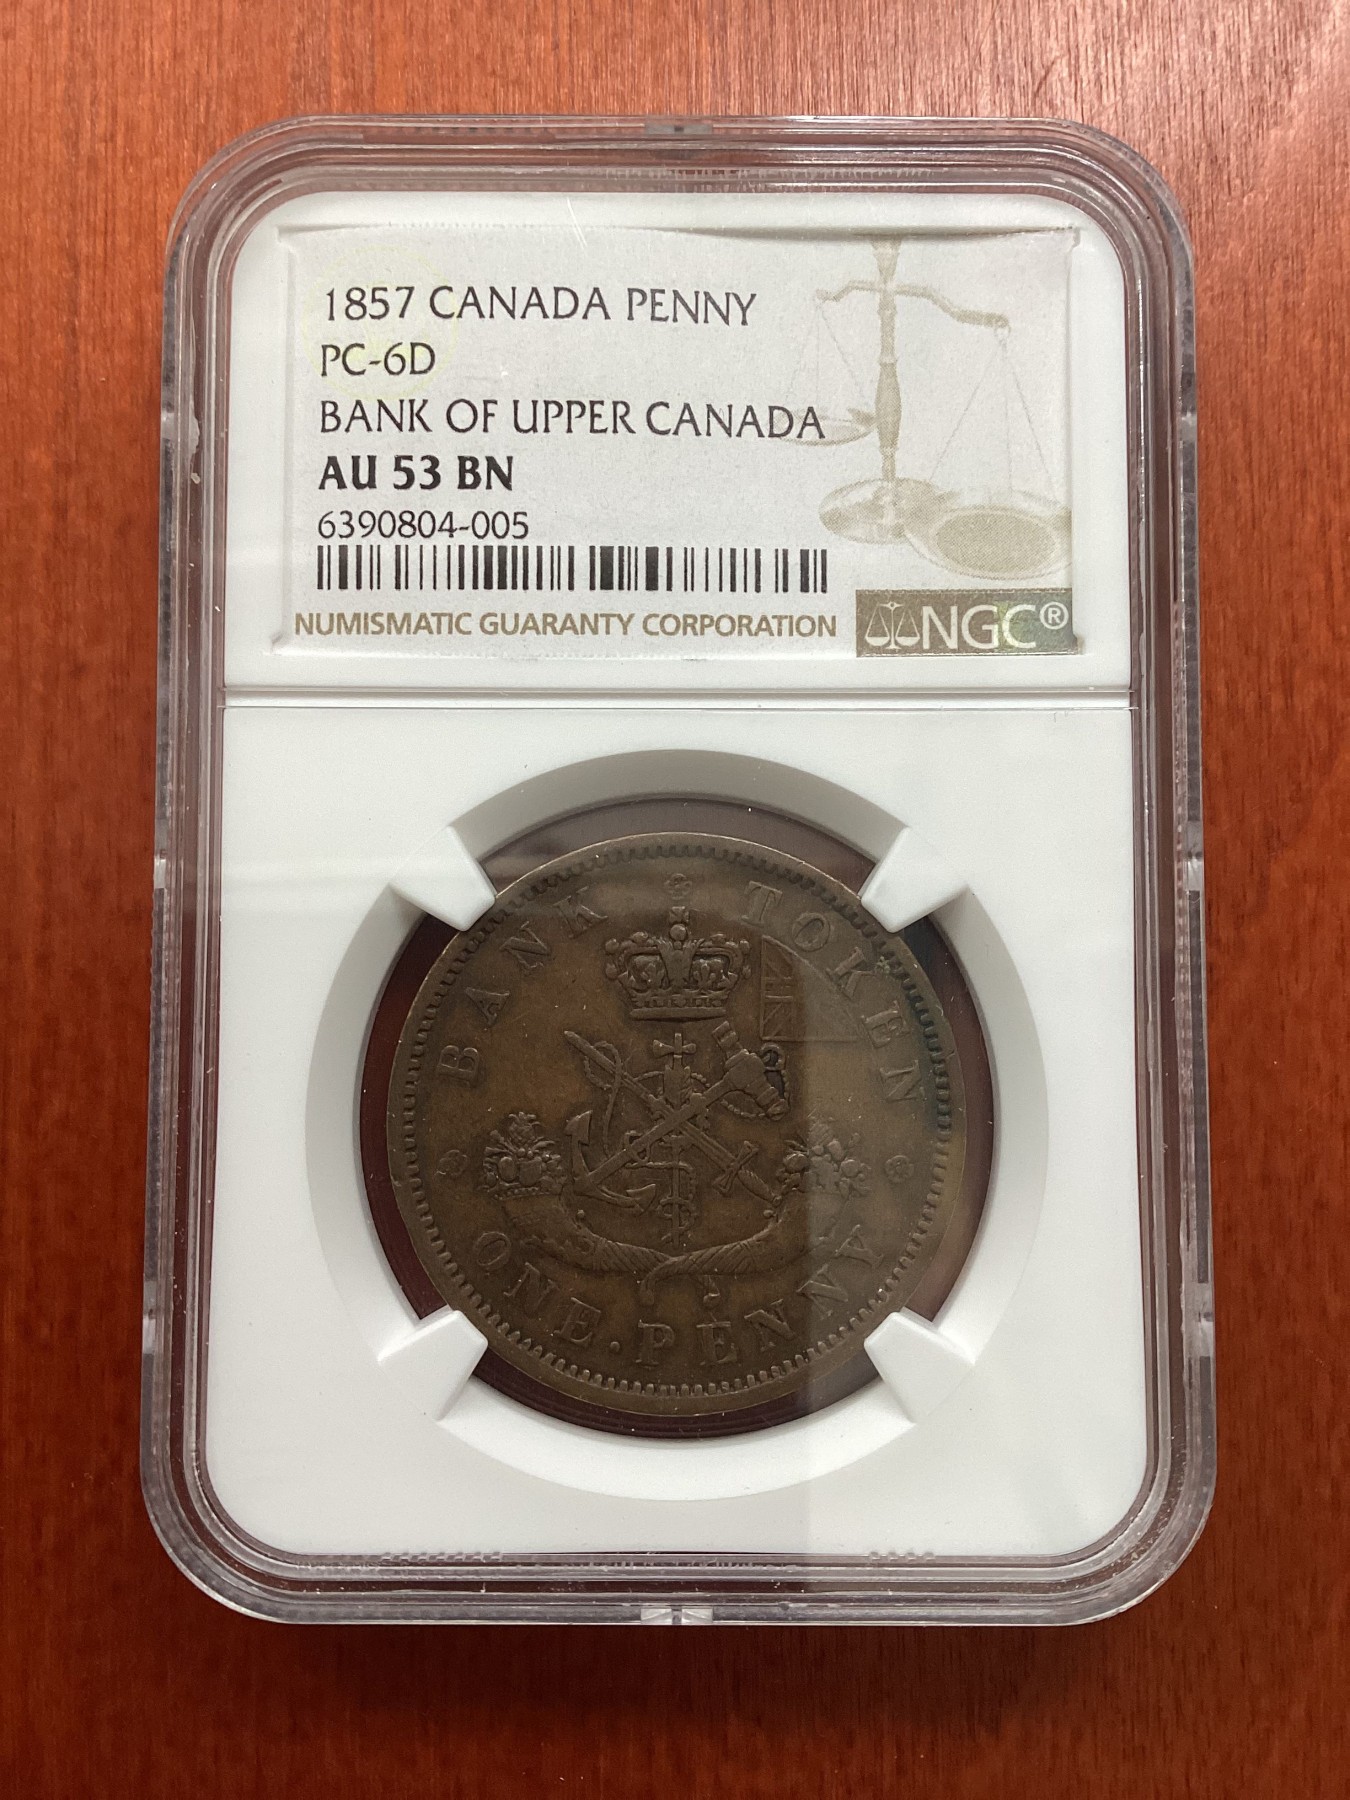 1857 CANADA PENNY
PC-6D
BANK OF UPPER CANADA
AU 53 BN
6390804-005
NUMISMATIC GUARANTY CORPORATION
NGC®
BANK TOKEN
ONE.PENNY